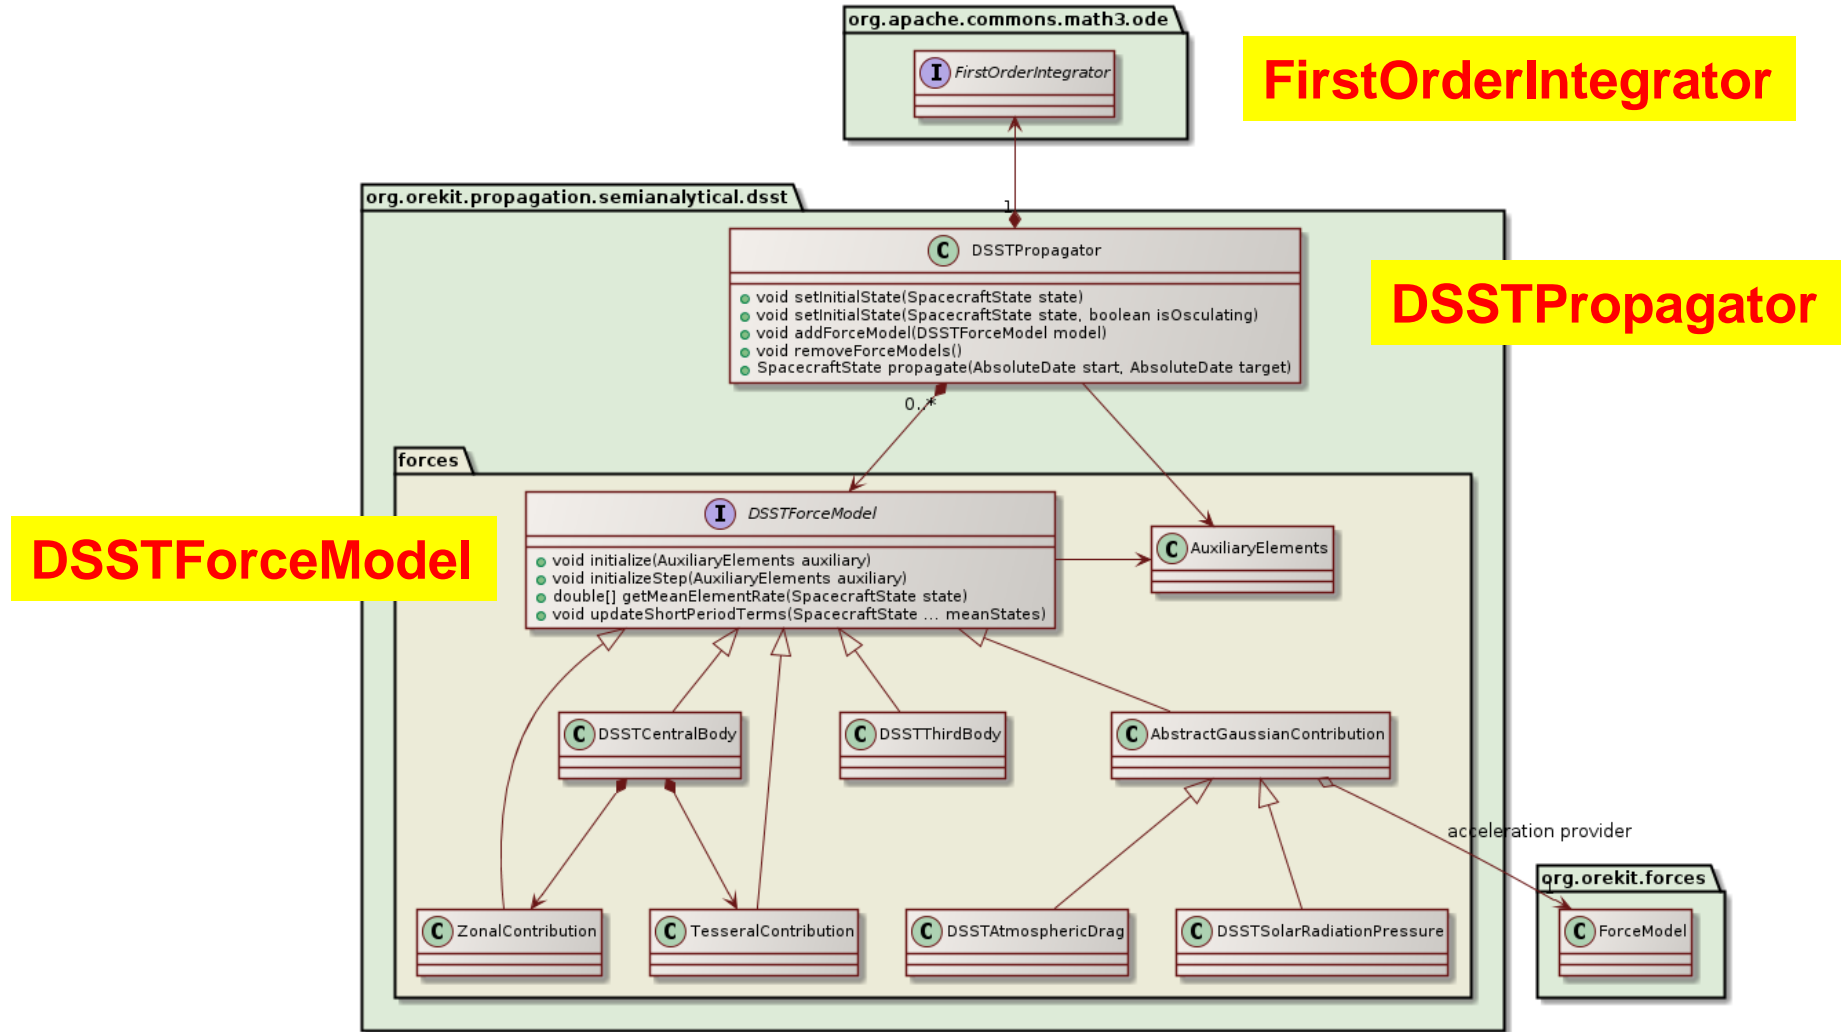 org.apache.commons.math3.ode
I FirstOrderIntegrator
FirstOrderIntegrator
org.orekit.propagation.semianalytical.dsst
1
C DSSTPropagator
void setInitialState(SpacecraftState state)
void setInitialState(SpacecraftState state, boolean isOsculating)
void addForceModel(DSSTForceModel model)
void removeForceModels()
SpacecraftState propagate(AbsoluteDate start, AbsoluteDate target)
DSSTPropagator
0..*
forces
I DSSTForceModel
void initialize(AuxiliaryElements auxiliary)
void initializeStep(AuxiliaryElements auxiliary)
double[] getMeanElementRate(SpacecraftState state)
void updateShortPeriodTerms(SpacecraftState ... meanStates)
DSSTForceModel
C AuxiliaryElements
C DSSTCentralBody
C DSSTThirdBody
C AbstractGaussianContribution
acceleration provider
org.orekit.forces
1
C ZonalContribution
C TesseralContribution
C DSSTAtmosphericDrag
C DSSTSolarRadiationPressure
C ForceModel